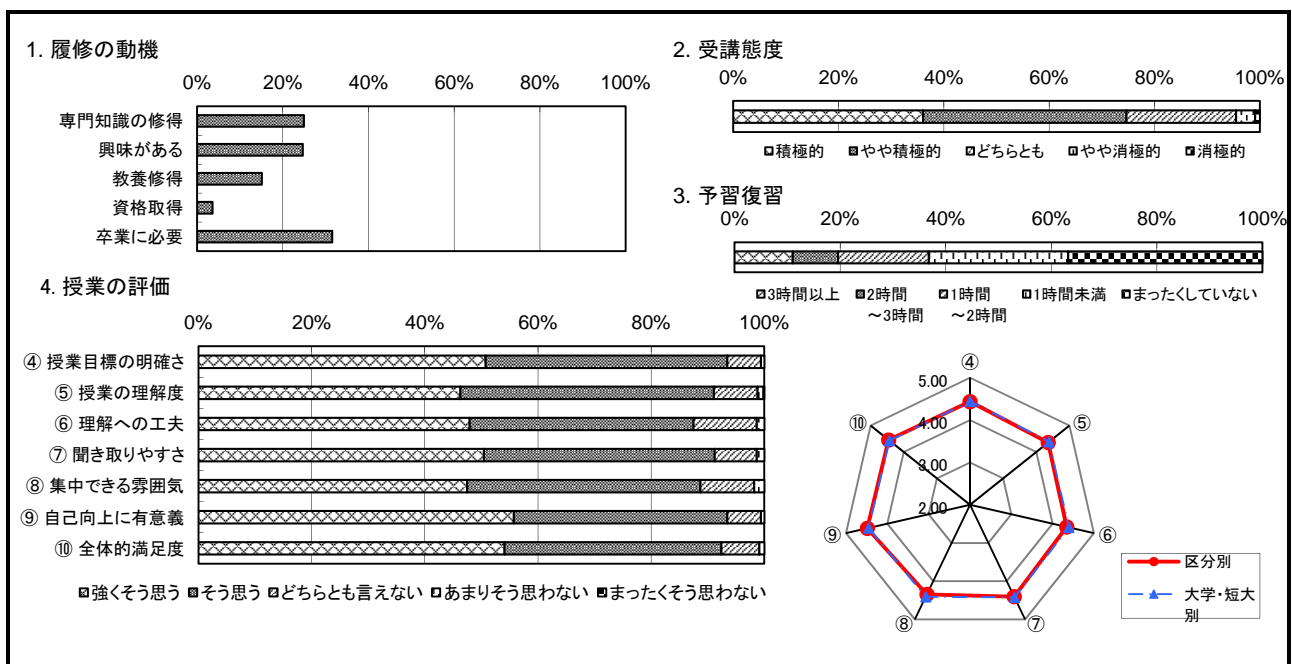 1. 履修の動機
0% 20% 40% 60% 80% 100%
専門知識の修得
興味がある
教養修得
資格取得
卒業に必要
2. 受講態度
0% 20% 40% 60% 80% 100%
積極的 やや積極的 どちらとも やや消極的 消極的
3. 予習復習
0% 20% 40% 60% 80% 100%
3時間以上 2時間～3時間 1時間～2時間 1時間未満 まったくしていない
4. 授業の評価
0% 20% 40% 60% 80% 100%
④ 授業目標の明確さ
⑤ 授業の理解度
⑥ 理解への工夫
⑦ 聞き取りやすさ
⑧ 集中できる雰囲気
⑨ 自己向上に有意義
⑩ 全体的満足度
強くそう思う そう思う どちらとも言えない あまりそう思わない まったくそう思わない
④
⑤
⑥
⑦
⑧
⑨
⑩
5.00
4.00
3.00
2.00
区分別
大学・短大
別